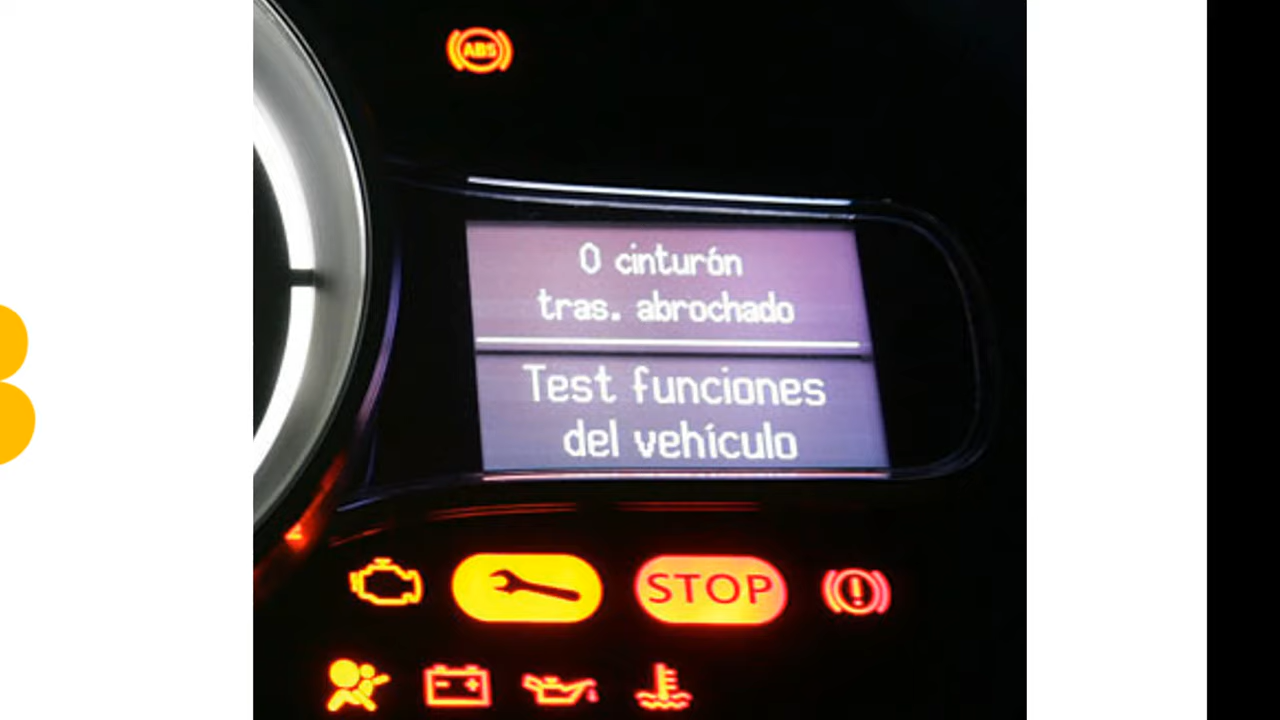 ABS
0 cinturón
tras. abrochado
Test funciones
del vehículo
STOP